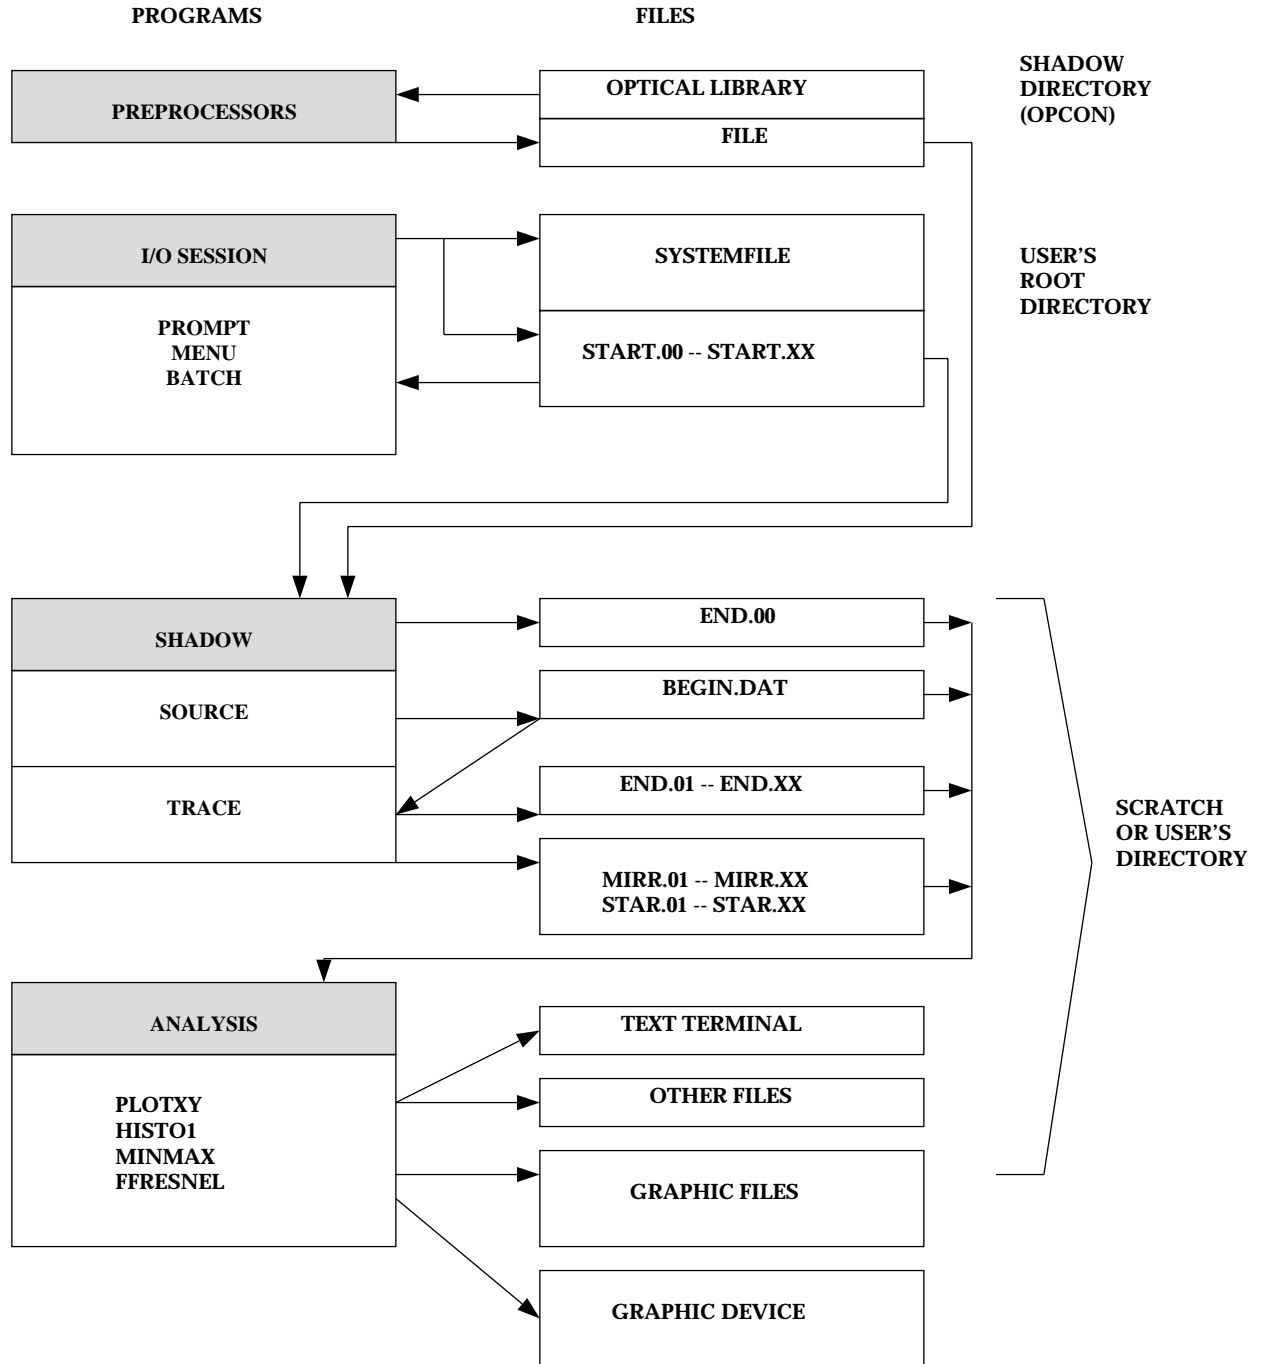 PROGRAMS
FILES
PREPROCESSORS
OPTICAL LIBRARY
FILE
SHADOW
DIRECTORY
(OPCON)
I/O SESSION
PROMPT
MENU
BATCH
SYSTEMFILE
START.00 -- START.XX
USER'S
ROOT
DIRECTORY
SHADOW
SOURCE
TRACE
END.00
BEGIN.DAT
END.01 -- END.XX
MIRR.01 -- MIRR.XX
STAR.01 -- STAR.XX
SCRATCH
OR USER'S
DIRECTORY
ANALYSIS
PLOTXY
HISTO1
MINMAX
FFRESNEL
TEXT TERMINAL
OTHER FILES
GRAPHIC FILES
GRAPHIC DEVICE